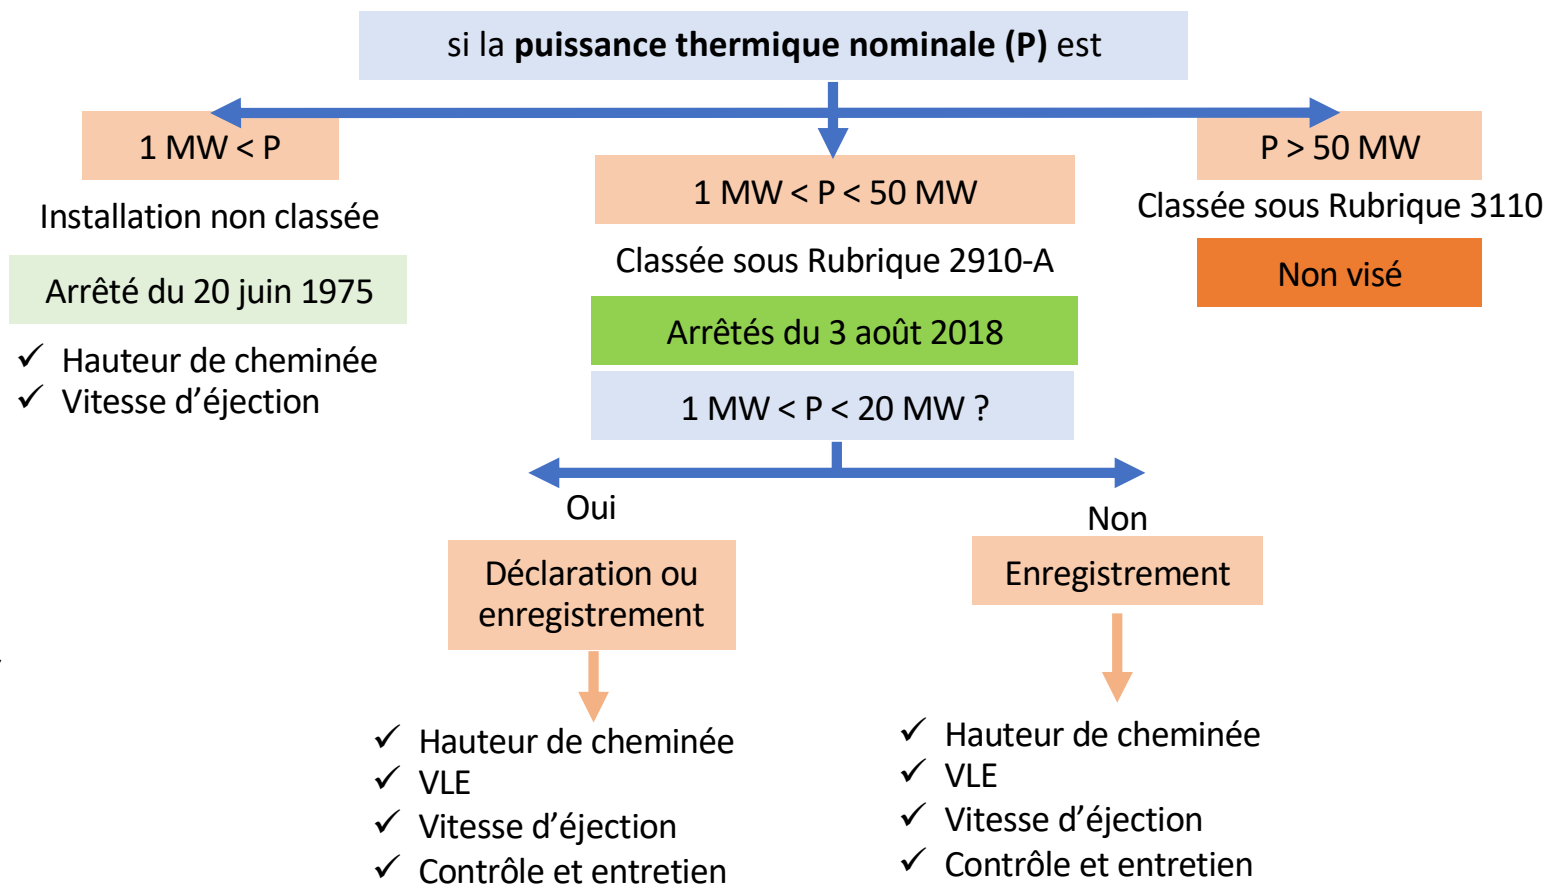 si la puissance thermique nominale (P) est
1 MW < P
Installation non classée
Arrêté du 20 juin 1975
✓ Hauteur de cheminée
✓ Vitesse d’éjection
1 MW < P < 50 MW
Classée sous Rubrique 2910-A
Arrêtés du 3 août 2018
1 MW < P < 20 MW ?
P > 50 MW
Classée sous Rubrique 3110
Non visé
Oui
Déclaration ou
enregistrement
✓ Hauteur de cheminée
✓ VLE
✓ Vitesse d’éjection
✓ Contrôle et entretien
Non
Enregistrement
✓ Hauteur de cheminée
✓ VLE
✓ Vitesse d’éjection
✓ Contrôle et entretien